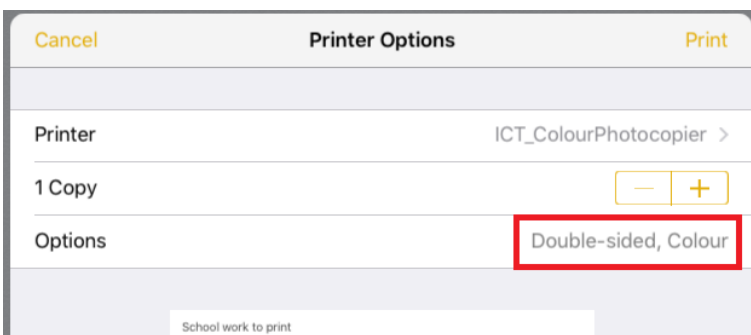 Cancel Printer Options Print
Printer ICT_ColourPhotocopier >
1 Copy − +
Options Double-sided, Colour
School work to print